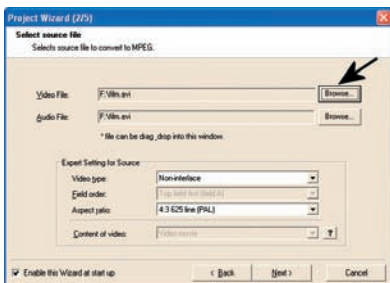 Project Wizard (2/5)
Select source file
Selects source file to convert to MPEG.
Video File: F:\film.avi Browse...
Audio File: F:\film.avi Browse...
* file can be drag_drop into this window.
Expert Setting for Source
Video type: Non-interlace
Field order: Top field first (field A)
Aspect ratio: 4:3 625 line (PAL)
Content of video: Video movie ?
Enable this Wizard at start up < Back Next > Cancel